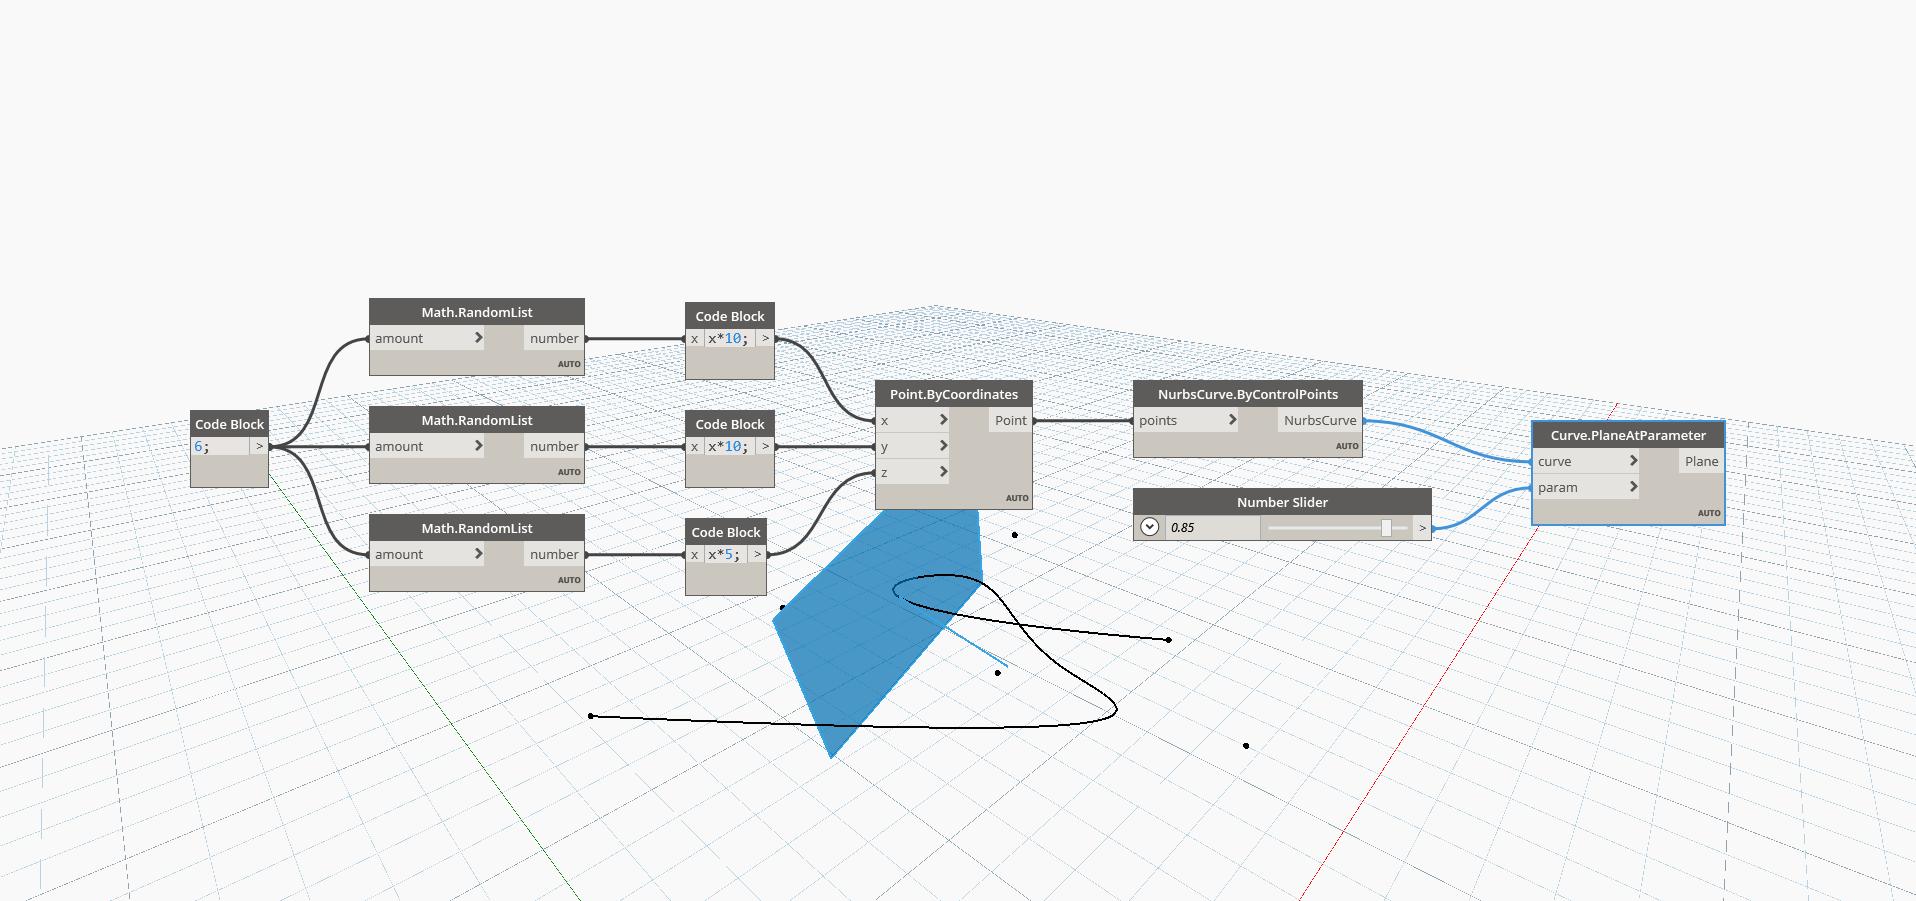 Code Block
6; >
Math.RandomList
amount > number
AUTO
Math.RandomList
amount > number
AUTO
Math.RandomList
amount > number
AUTO
Code Block
x x*10; >
Code Block
x x*10; >
Code Block
x x*5; >
Point.ByCoordinates
x > Point
y >
z >
AUTO
NurbsCurve.ByControlPoints
points > NurbsCurve
AUTO
Number Slider
0.85 >
Curve.PlaneAtParameter
curve > Plane
param >
AUTO